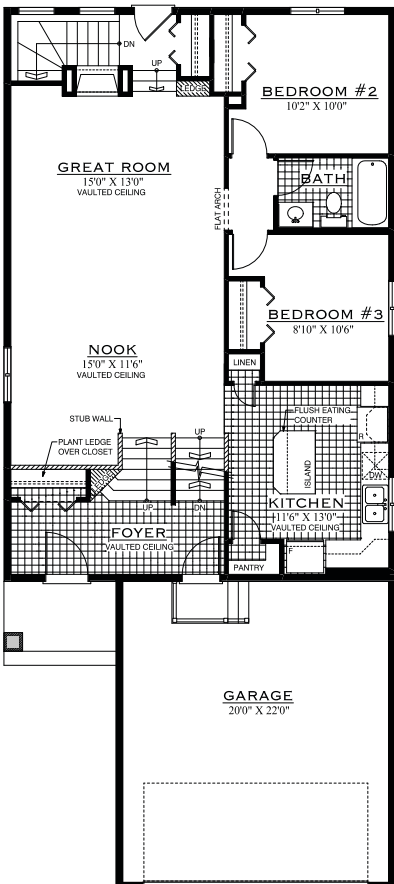 DN
UP
LEDGE
BEDROOM #2
10'2" X 10'0"
GREAT ROOM
15'0" X 13'0"
VAULTED CEILING
BATH
FLAT ARCH
BEDROOM #3
8'10" X 10'6"
NOOK
15'0" X 11'6"
VAULTED CEILING
LINEN
STUB WALL
UP
FLUSH EATING
COUNTER
R
PLANT LEDGE
OVER CLOSET
ISLAND
DW
KITCHEN
11'6" X 13'0"
VAULTED CEILING
UP
DN
FOYER
VAULTED CEILING
F
PANTRY
GARAGE
20'0" X 22'0"